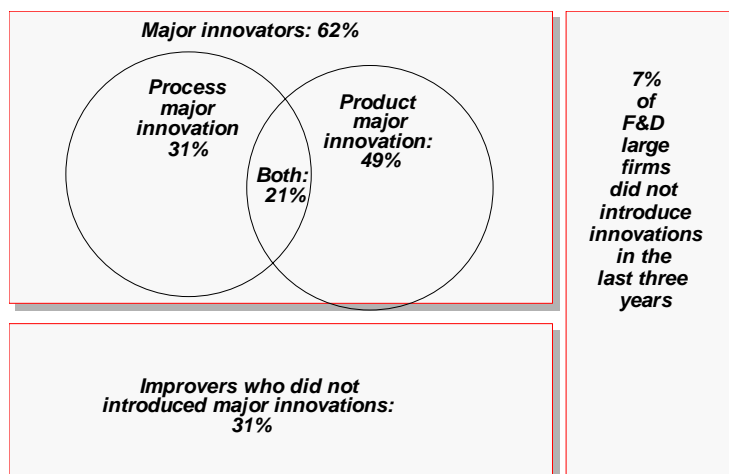 Major innovators: 62%
Process
major
innovation
31%
Product
major
innovation:
49%
Both:
21%
7%
of
F&D
large
firms
did not
introduce
innovations
in the
last three
years
Improvers who did not
introduced major innovations:
31%